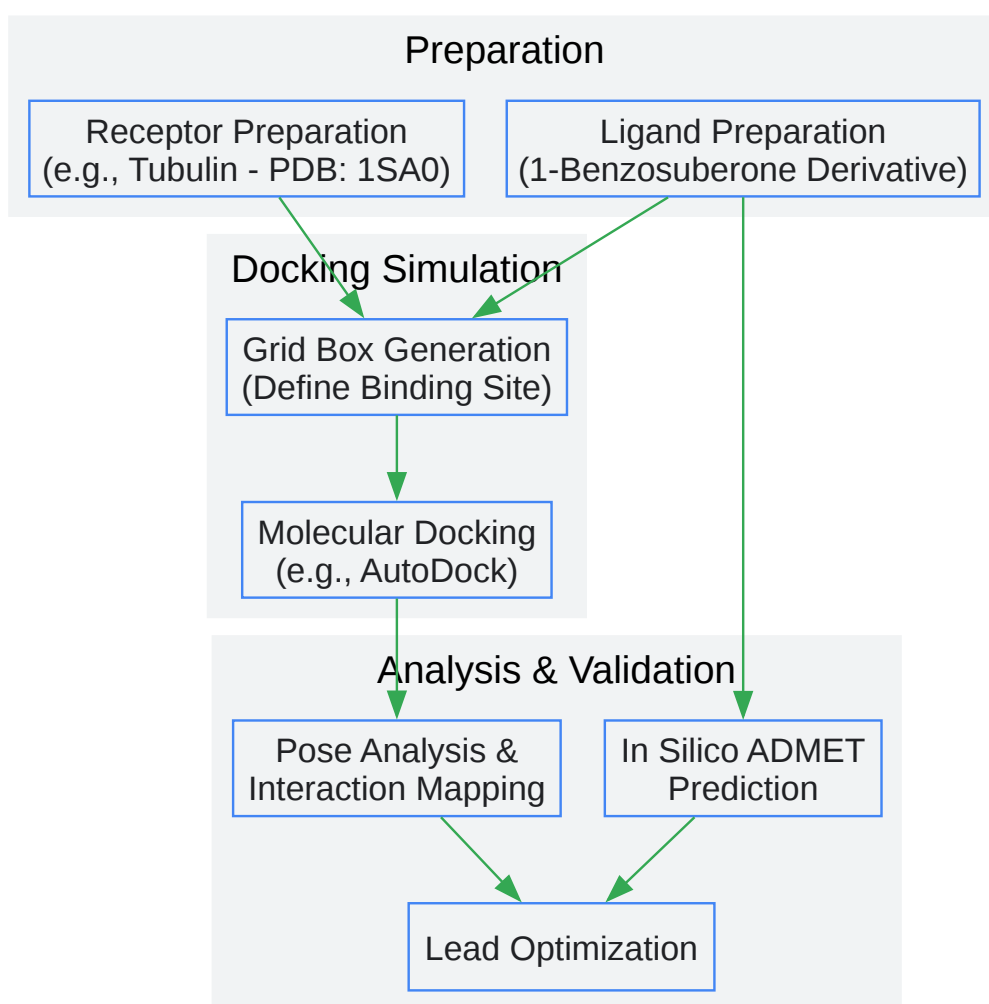 Preparation
Receptor Preparation
(e.g., Tubulin - PDB: 1SA0)
Ligand Preparation
(1-Benzosuberone Derivative)
Docking Simulation
Grid Box Generation
(Define Binding Site)
Molecular Docking
(e.g., AutoDock)
Analysis & Validation
Pose Analysis &
Interaction Mapping
In Silico ADMET
Prediction
Lead Optimization